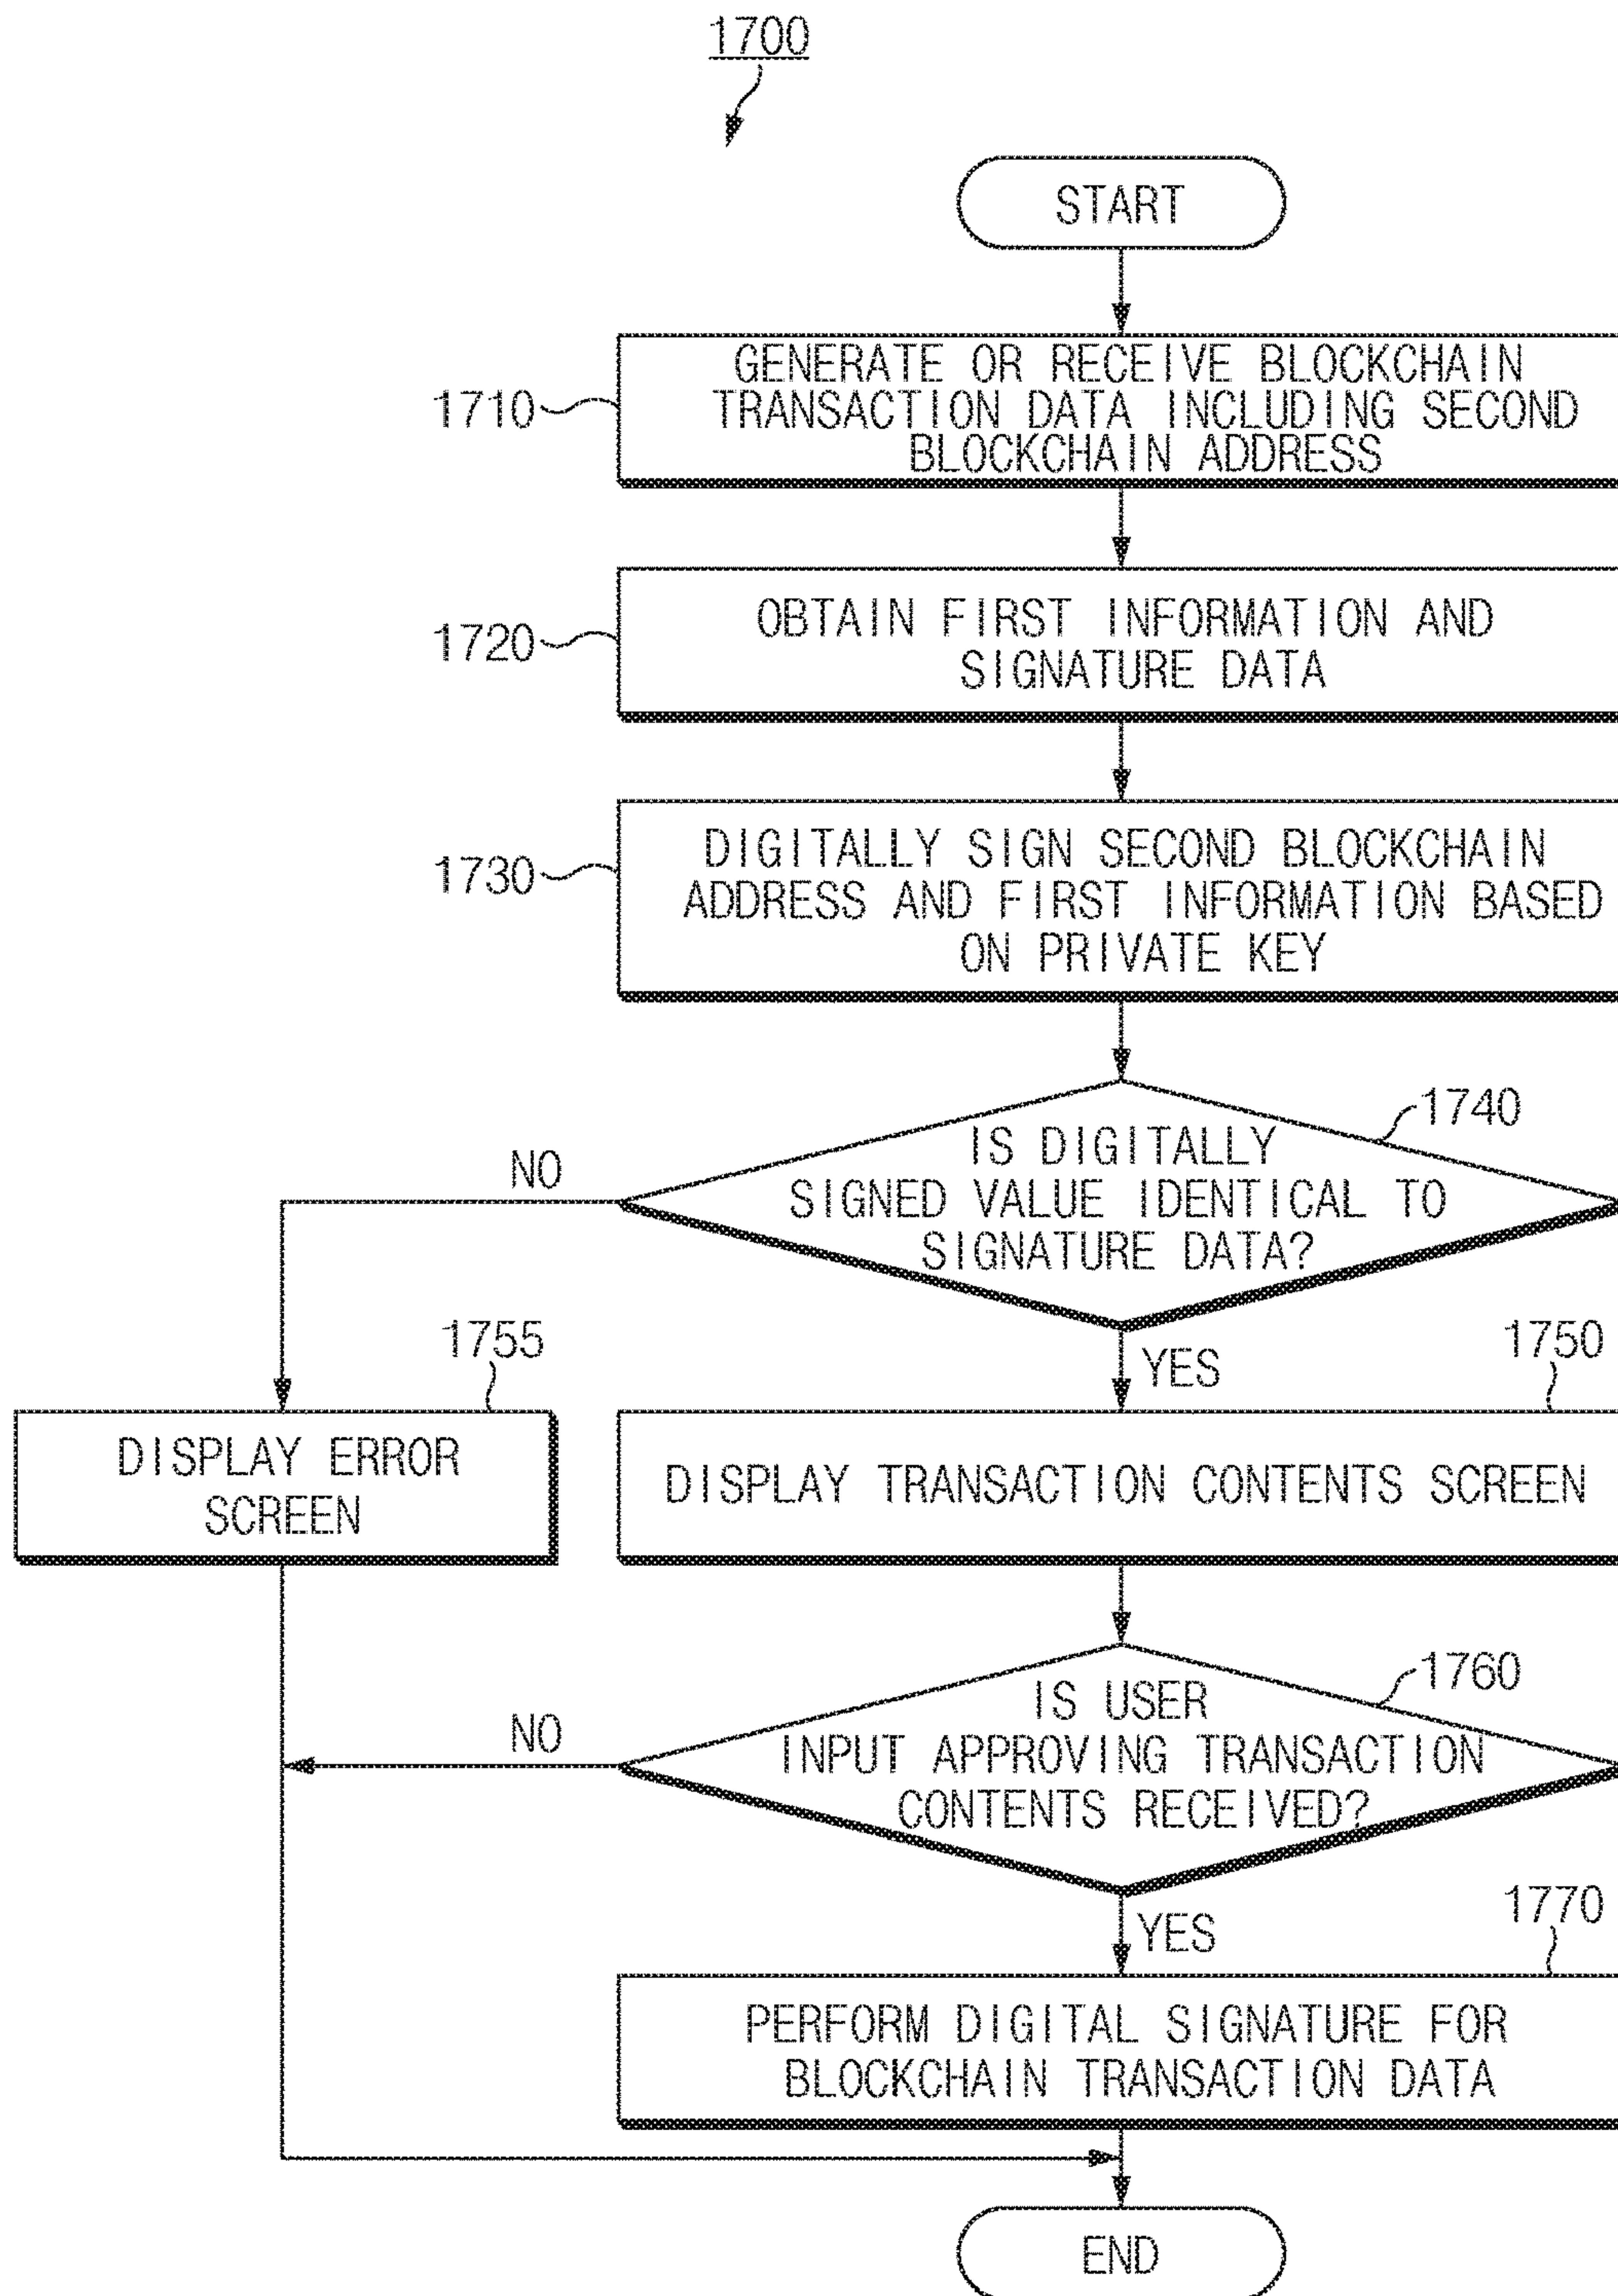 1700
START
1710
GENERATE OR RECEIVE BLOCKCHAIN
TRANSACTION DATA INCLUDING SECOND
BLOCKCHAIN ADDRESS
1720
OBTAIN FIRST INFORMATION AND
SIGNATURE DATA
1730
DIGITALLY SIGN SECOND BLOCKCHAIN
ADDRESS AND FIRST INFORMATION BASED
ON PRIVATE KEY
1740
IS DIGITALLY
SIGNED VALUE IDENTICAL TO
SIGNATURE DATA?
NO
YES
1755
DISPLAY ERROR
SCREEN
1750
DISPLAY TRANSACTION CONTENTS SCREEN
1760
IS USER
INPUT APPROVING TRANSACTION
CONTENTS RECEIVED?
NO
YES
1770
PERFORM DIGITAL SIGNATURE FOR
BLOCKCHAIN TRANSACTION DATA
END